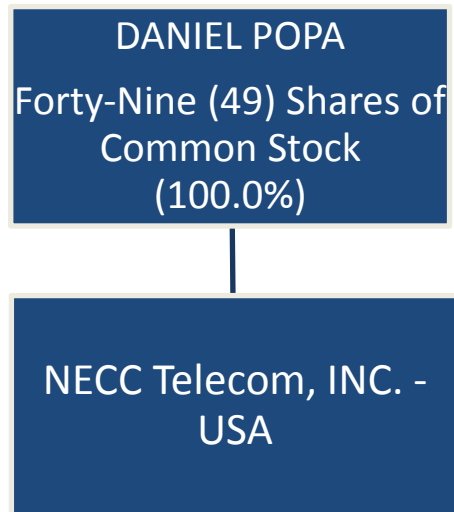 DANIEL POPA
Forty-Nine (49) Shares of
Common Stock
(100.0%)
NECC Telecom, INC. -
USA